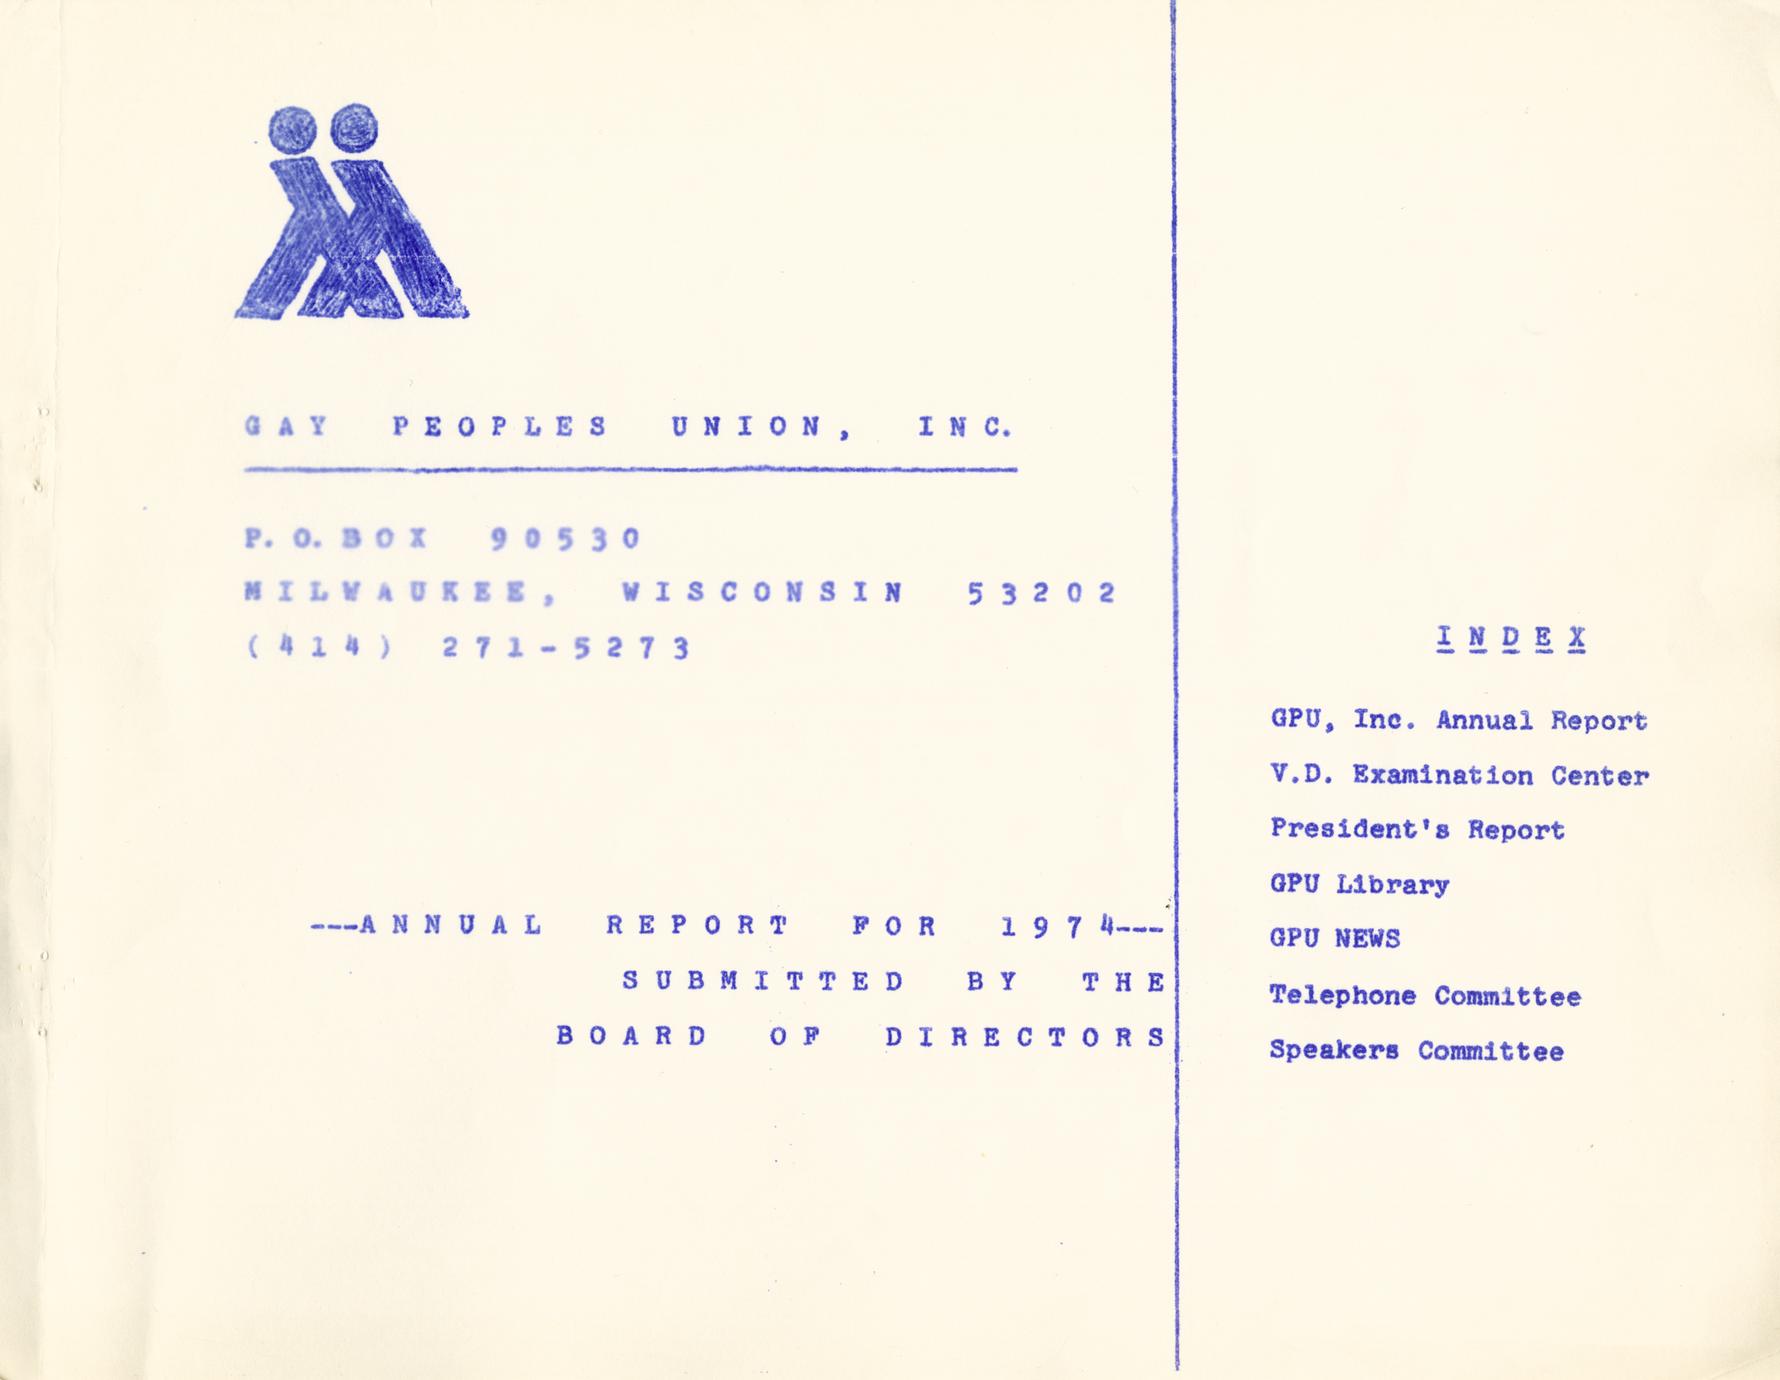 GAY PEOPLES UNION, INC.
P.O.BOX 90530
MILWAUKEE, WISCONSIN 53202
(414) 271-5273
---ANNUAL REPORT FOR 1974---
SUBMITTED BY THE
BOARD OF DIRECTORS
INDEX
GPU, Inc. Annual Report
V.D. Examination Center
President's Report
GPU Library
GPU NEWS
Telephone Committee
Speakers Committee